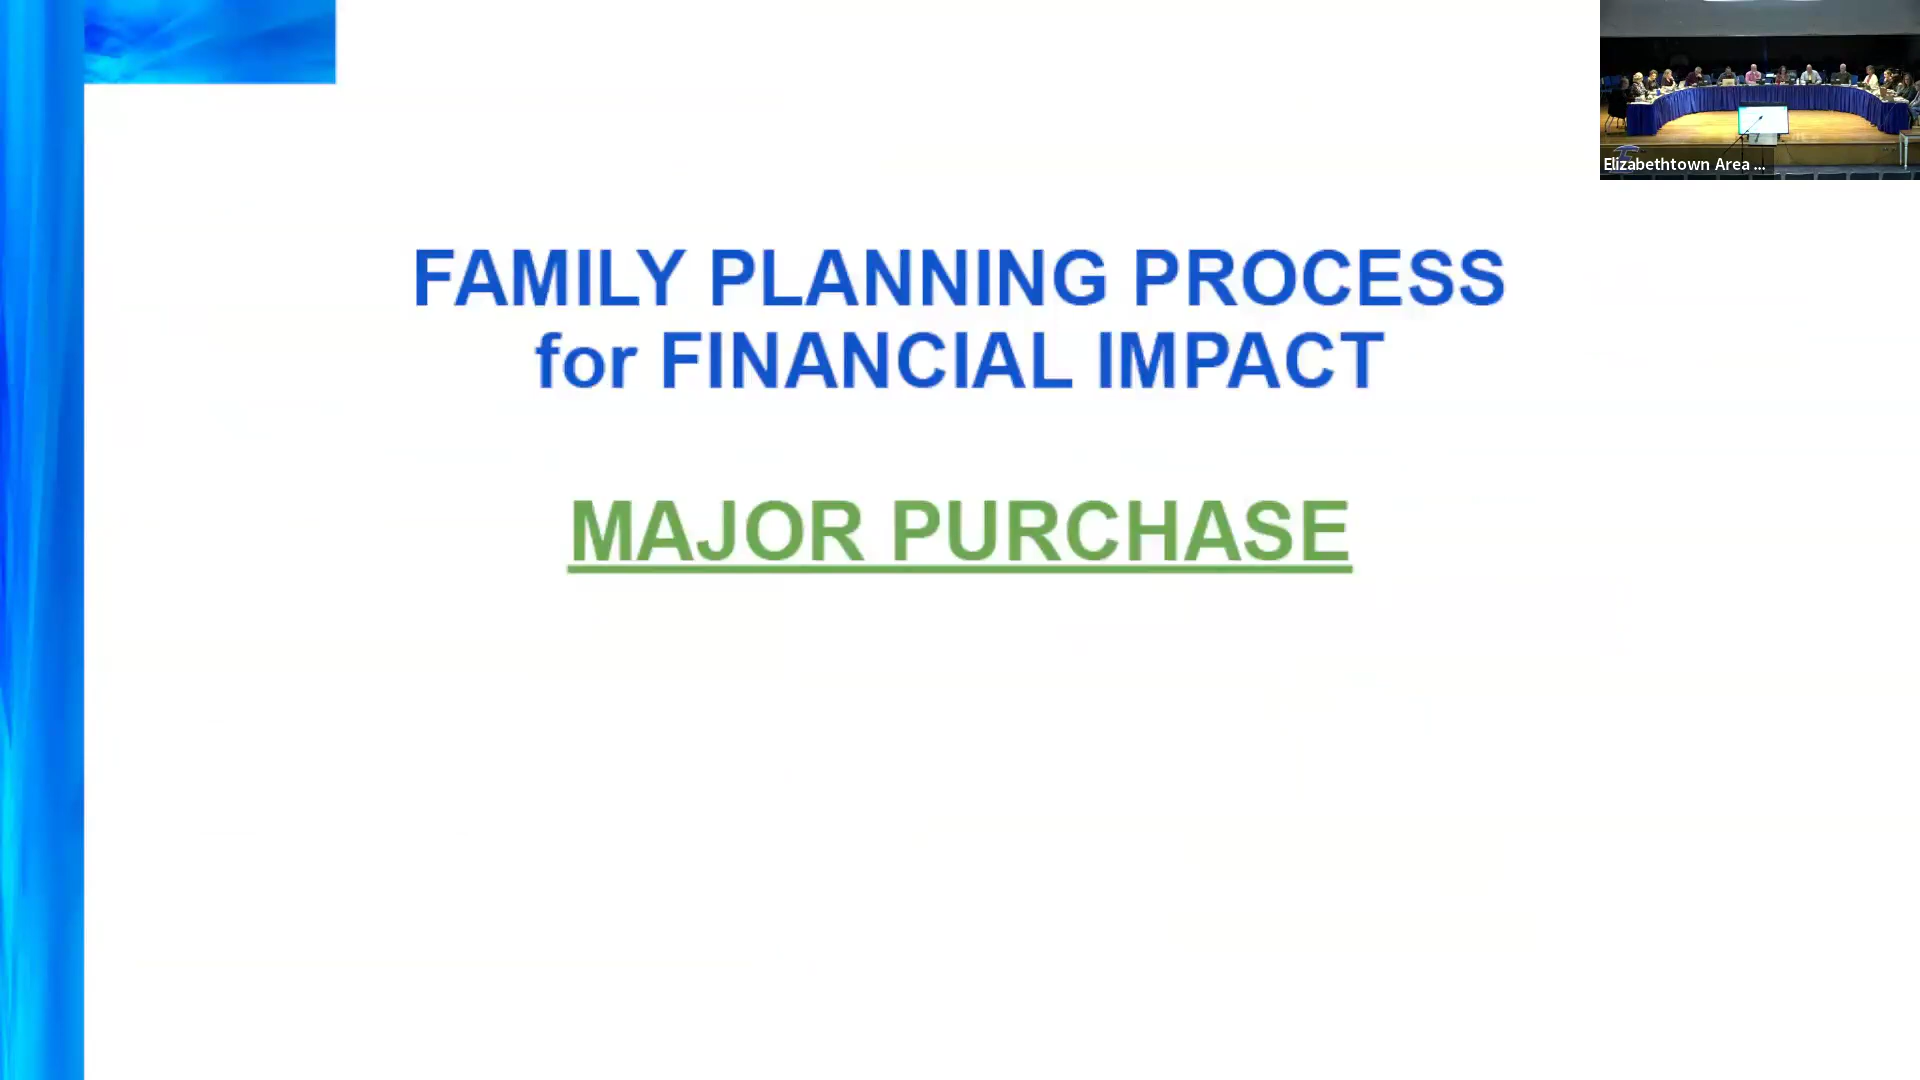 Elizabethtown Area ...
FAMILY PLANNING PROCESS
for FINANCIAL IMPACT
MAJOR PURCHASE